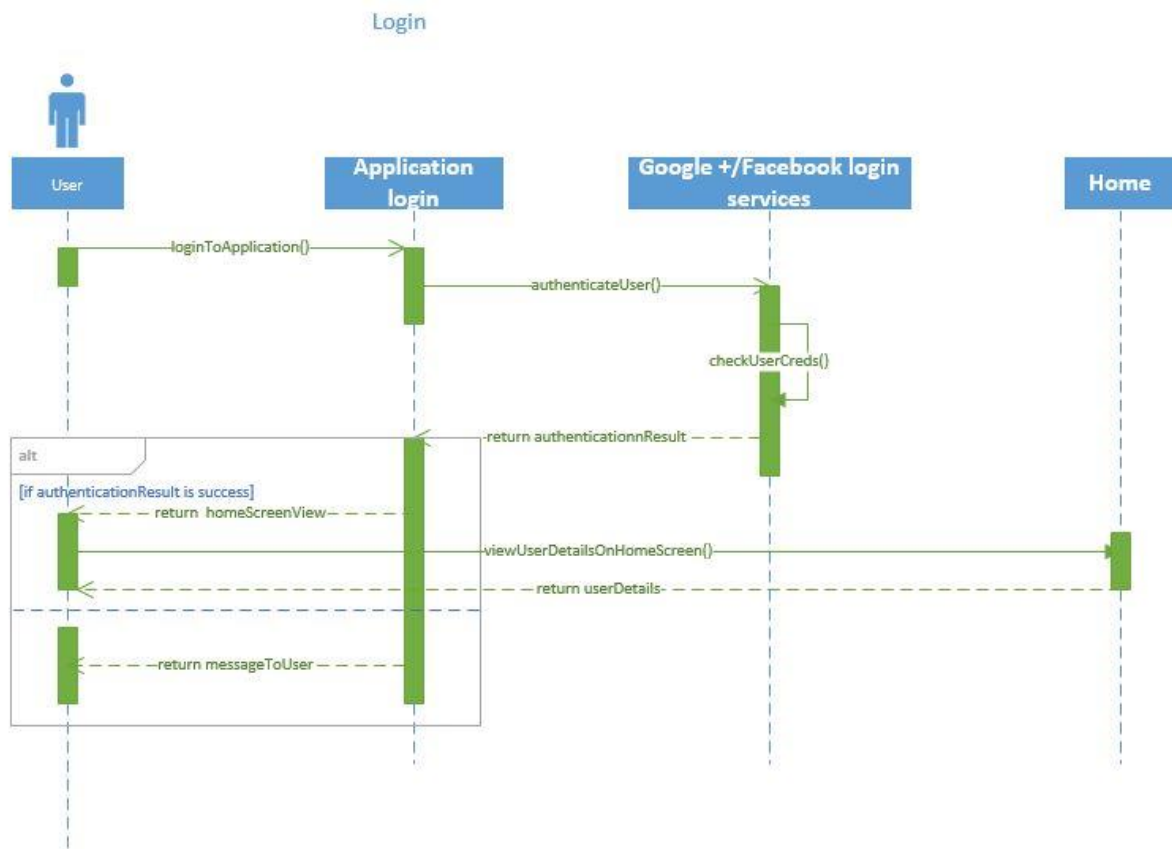 Login
User
Application
login
Google +/Facebook login
services
Home
loginToApplication()
authenticateUser()
checkUserCreds()
return authenticationnResult
alt
[if authenticationResult is success]
return homeScreenView
viewUserDetailsOnHomeScreen()
return userDetails
return messageToUser